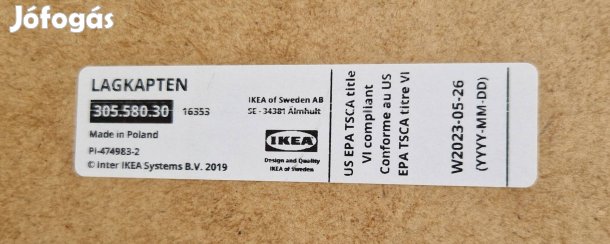 Jófogás
LAGKAPTEN
305.580.30 16353
Made in Poland
PI-474983-2
© Inter IKEA Systems B.V. 2019
IKEA of Sweden AB
SE - 34381 Älmhult
IKEA
Design and Quality
IKEA of Sweden
US EPA TSCA title
VI compliant
Conforme au US
EPA TSCA titre VI
W2023-05-26
(YYYY-MM-DD)